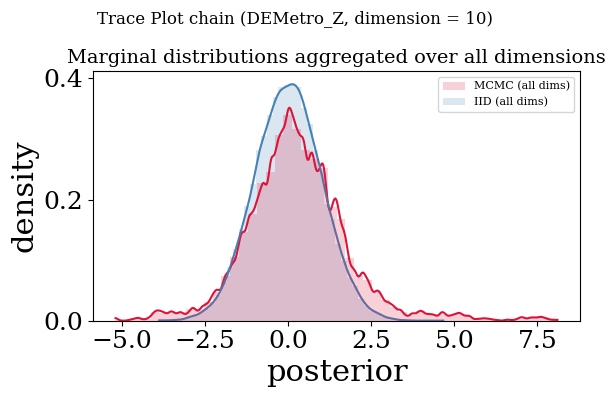 Trace Plot chain (DEMetro_Z, dimension = 10)
Marginal distributions aggregated over all dimensions
MCMC (all dims)
IID (all dims)
density
0.4
0.2
0.0
−5.0 −2.5 0.0 2.5 5.0 7.5
posterior